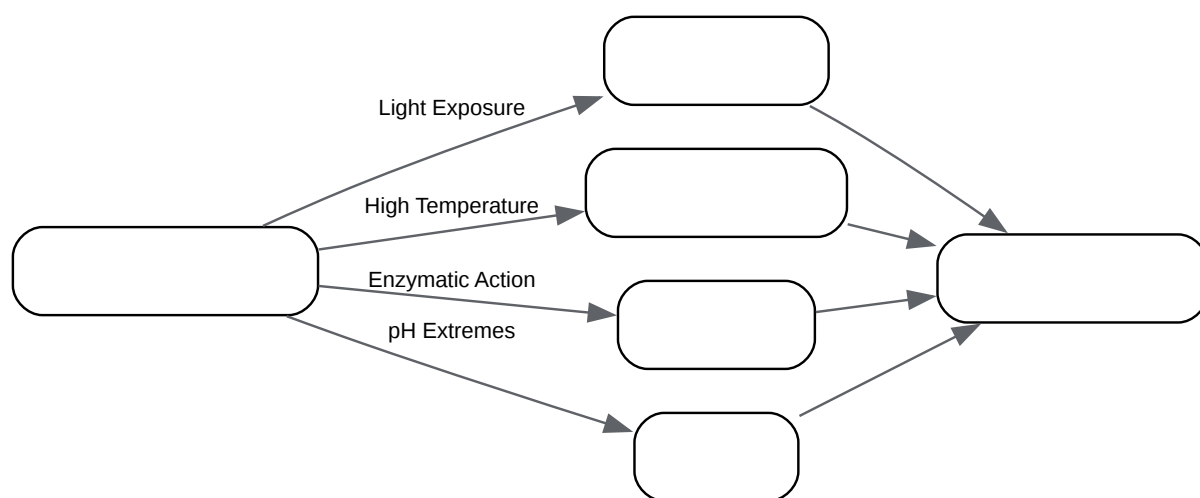 Light Exposure
High Temperature
Enzymatic Action
pH Extremes